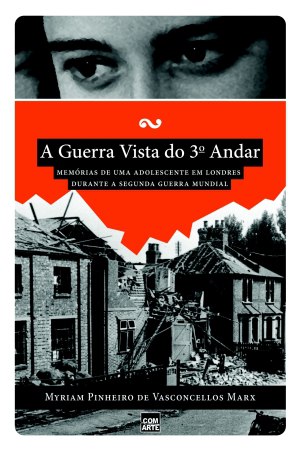 A Guerra Vista do 3º Andar
MEMÓRIAS DE UMA ADOLESCENTE EM LONDRES
DURANTE A SEGUNDA GUERRA MUNDIAL
MYRIAM PINHEIRO DE VASCONCELLOS MARX
COM
ARTE